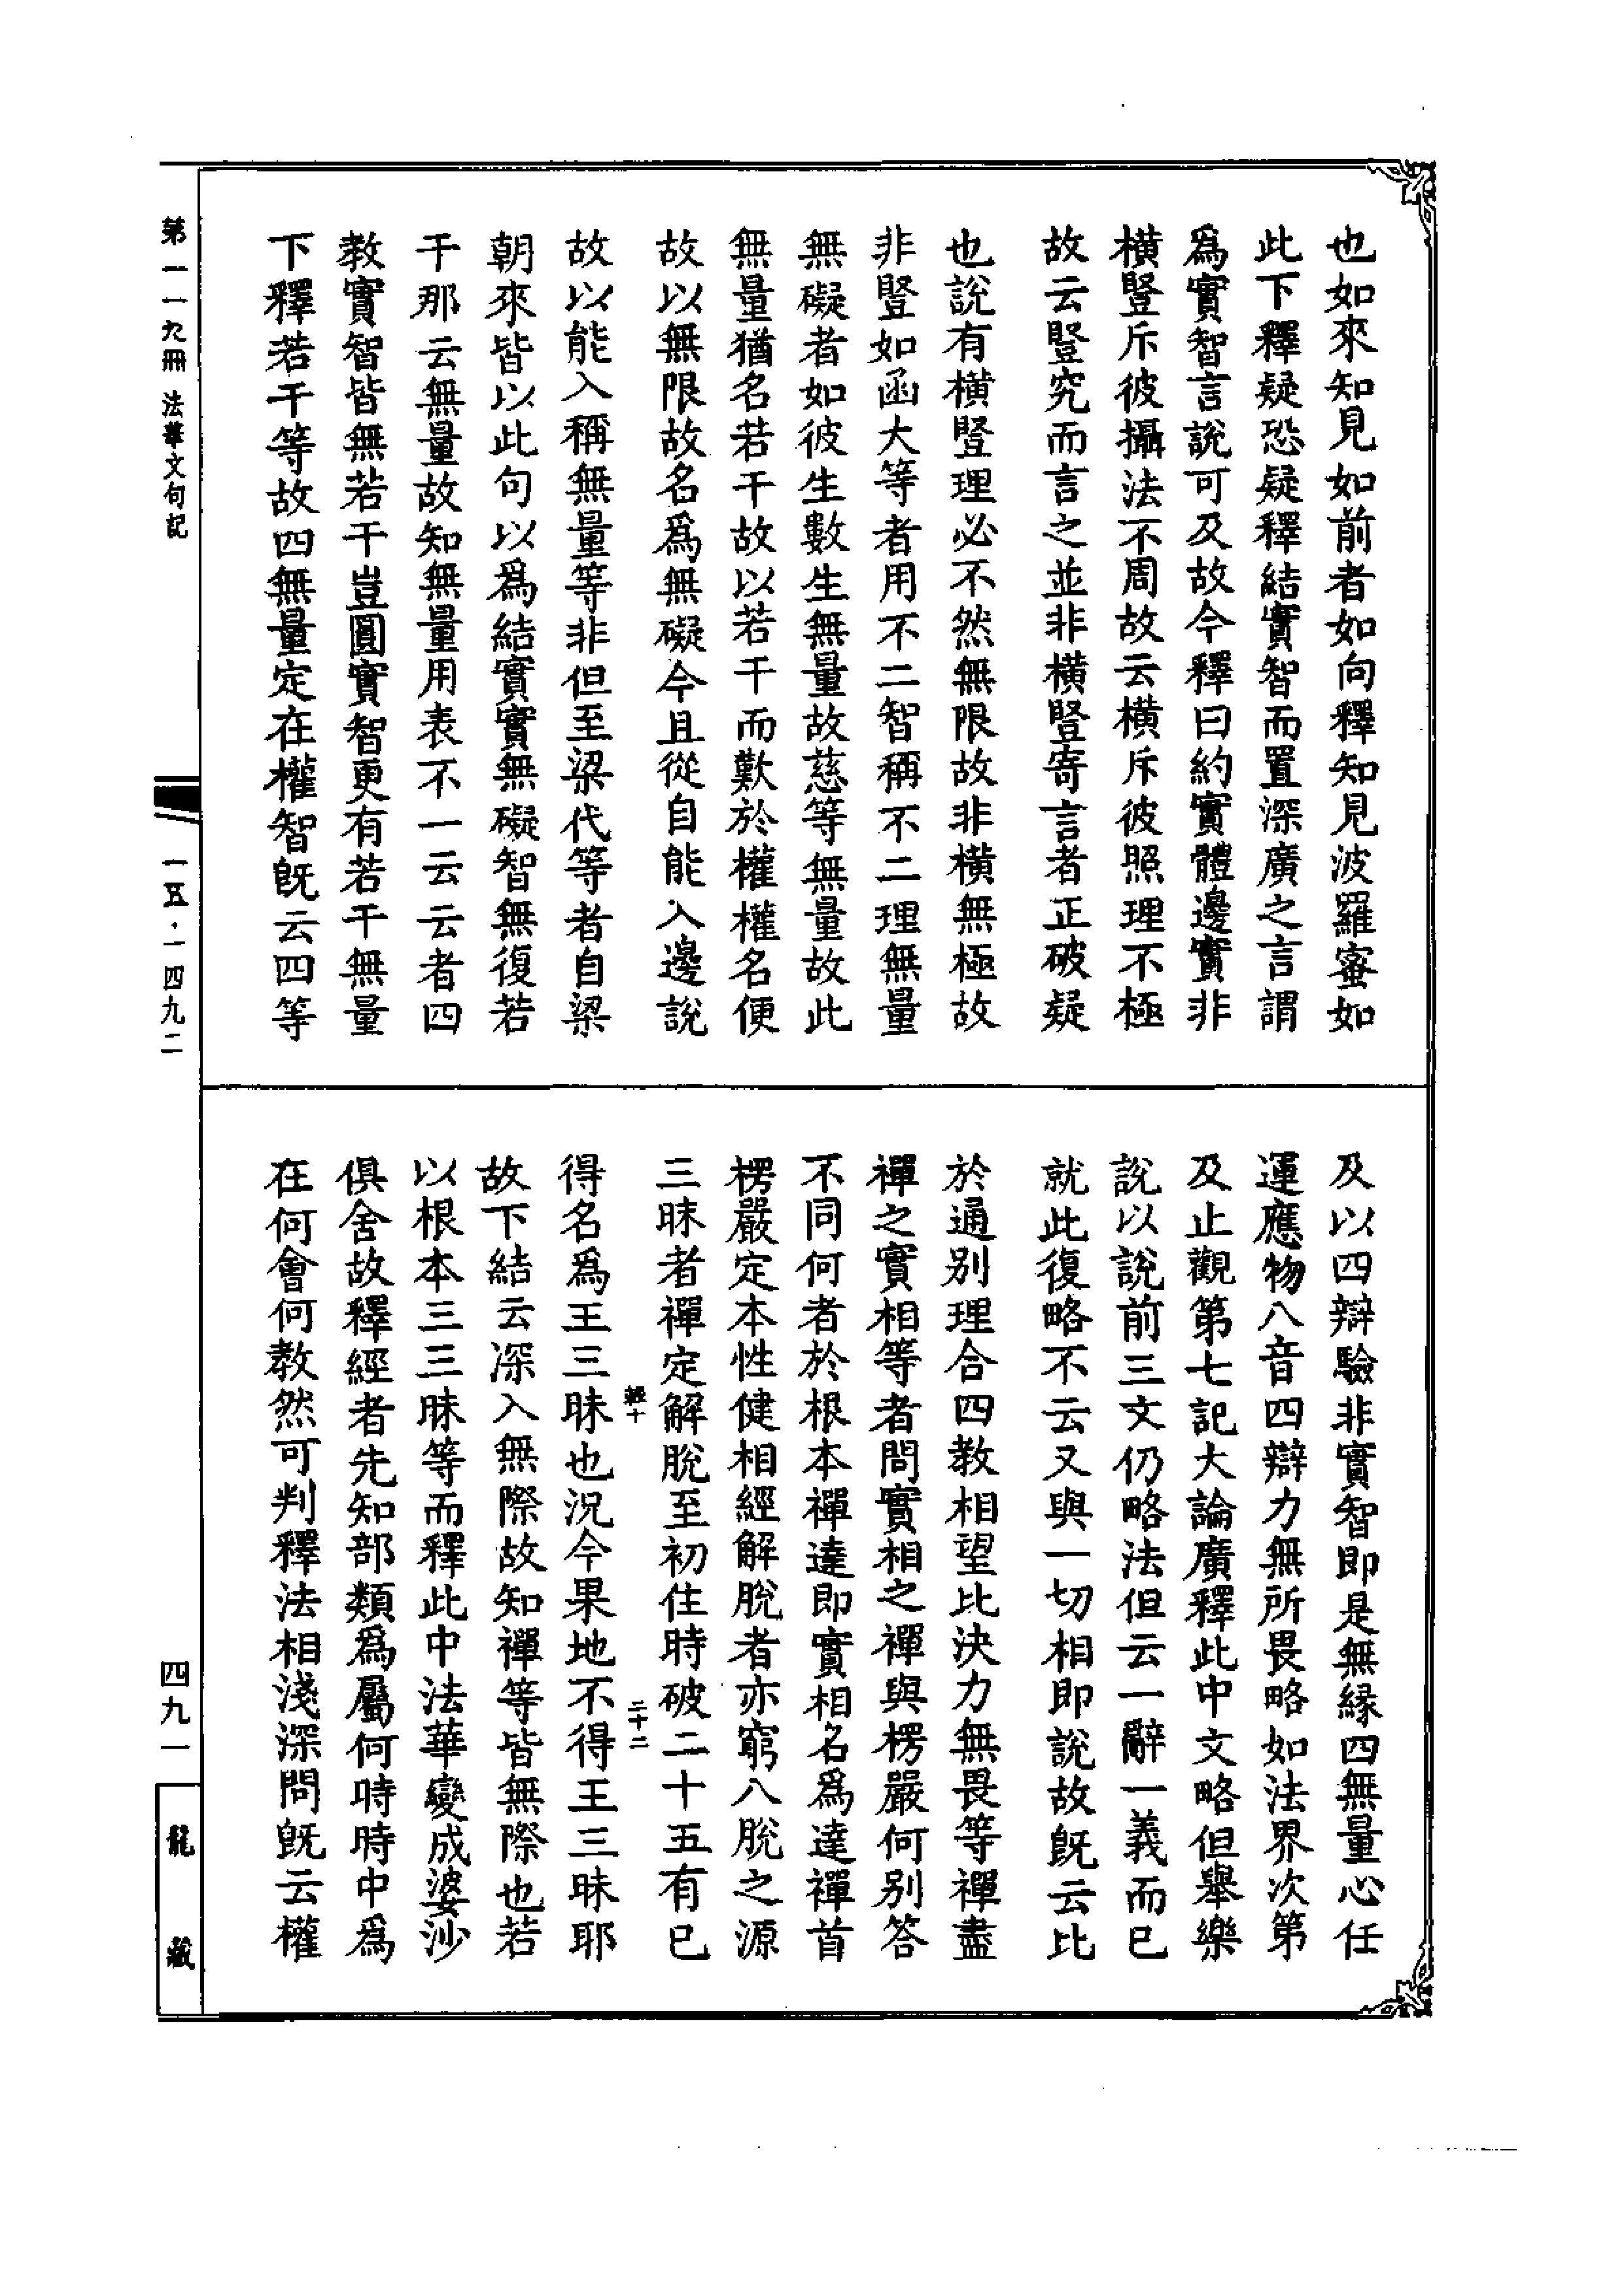 也如來知見如前者如向釋知見波羅蜜如
此下釋疑恐疑釋結實智而置深廣之言謂
爲實智言說可及故今釋曰約實體邊實非
橫豎斥彼攝法不周故云橫斥彼照理不極
故云豎究而言之並非橫豎寄言者正破疑
也說有橫豎理必不然無限故非橫無極故
非豎如函大等者用不二智稱不二理無量
無礙者如彼生數生無量故慈等無量故此
無量猶名若干故以若干而歎於權權名便
故以無限故名爲無礙今且從自能入邊說
故以能入稱無量等非但至梁代等者自梁
朝來皆以此句以爲結實實無礙智無復若
干那云無量故知無量用表不一云云者四
教實智皆無若干豈圓實智更有若干無量
下釋若干等故四無量定在權智旣云四等
及以四辯驗非實智即是無緣四無量心任
運應物八音四辯力無所畏略如法界次第
及止觀第七記大論廣釋此中文略但舉樂
說以說前三文仍略法但云一辭一義而已
就此復略不云又與一切相即說故旣云比
於通別理合四教相望比決力無畏等禪盡
禪之實相等者問實相之禪與楞嚴何別答
不同何者於根本禪達即實相名爲達禪首
楞嚴定本性健相經解脫者亦窮八脫之源
三昧者禪定解脫至初住時破二十五有已
經十
二十二
得名爲王三昧也況今果地不得王三昧耶
故下結云深入無際故知禪等皆無際也若
以根本三三昧等而釋此中法華變成婆沙
俱舍故釋經者先知部類爲屬何時時中爲
在何會何教然可判釋法相淺深問旣云權
第一一九冊 法華文句記
一五·一四九二
四九一
龍藏